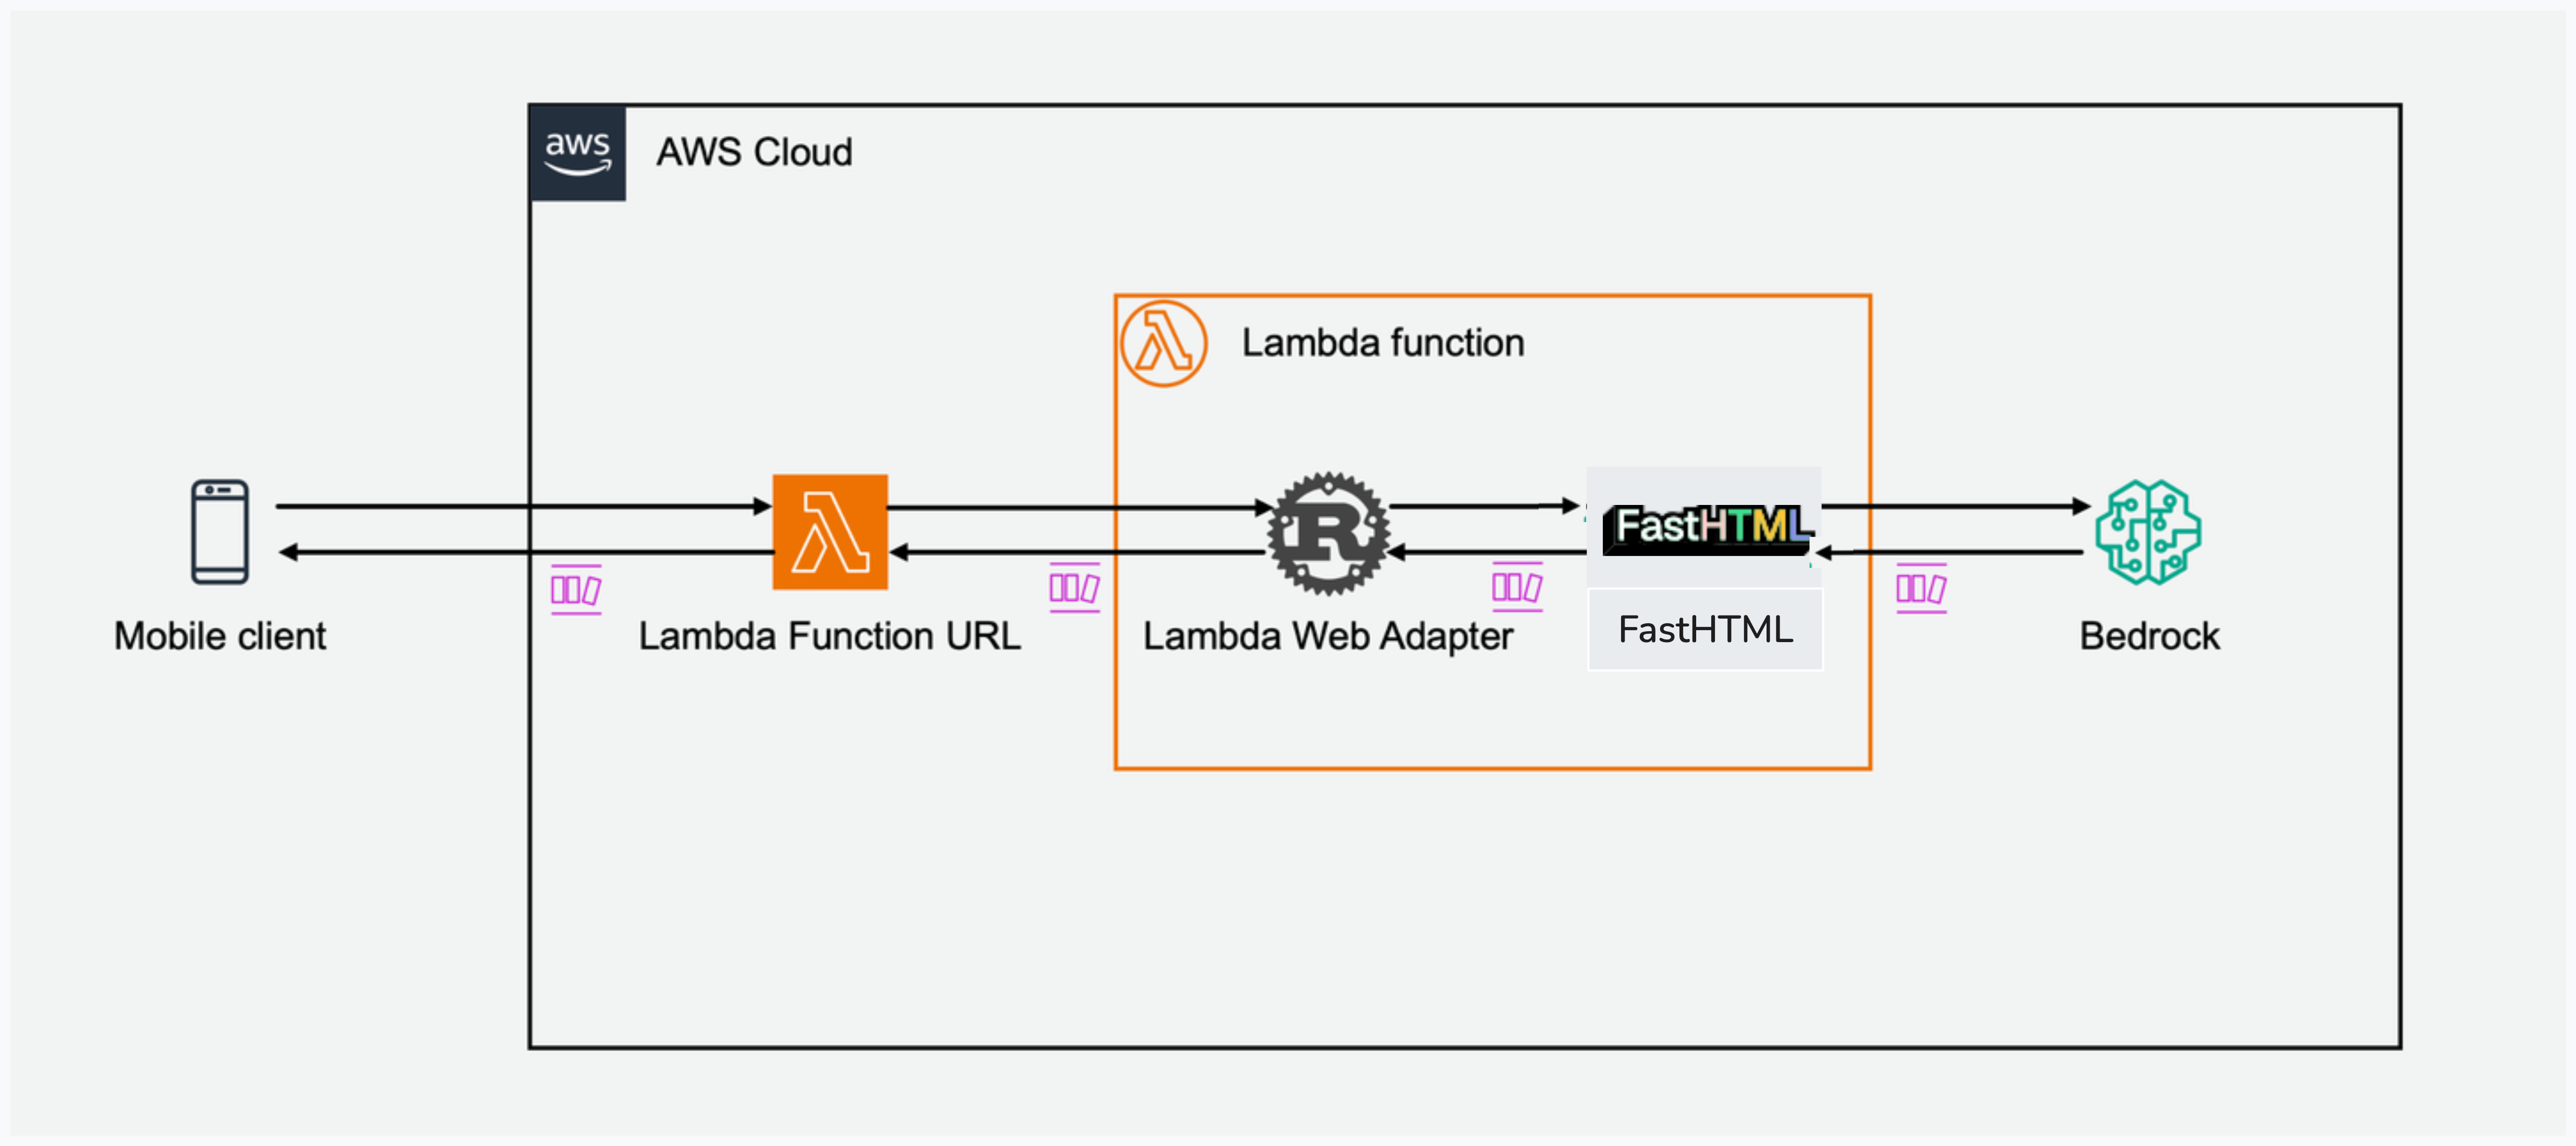 aws
AWS Cloud
Lambda function
R
FastHTML
Mobile client
Lambda Function URL
Lambda Web Adapter
FastHTML
Bedrock